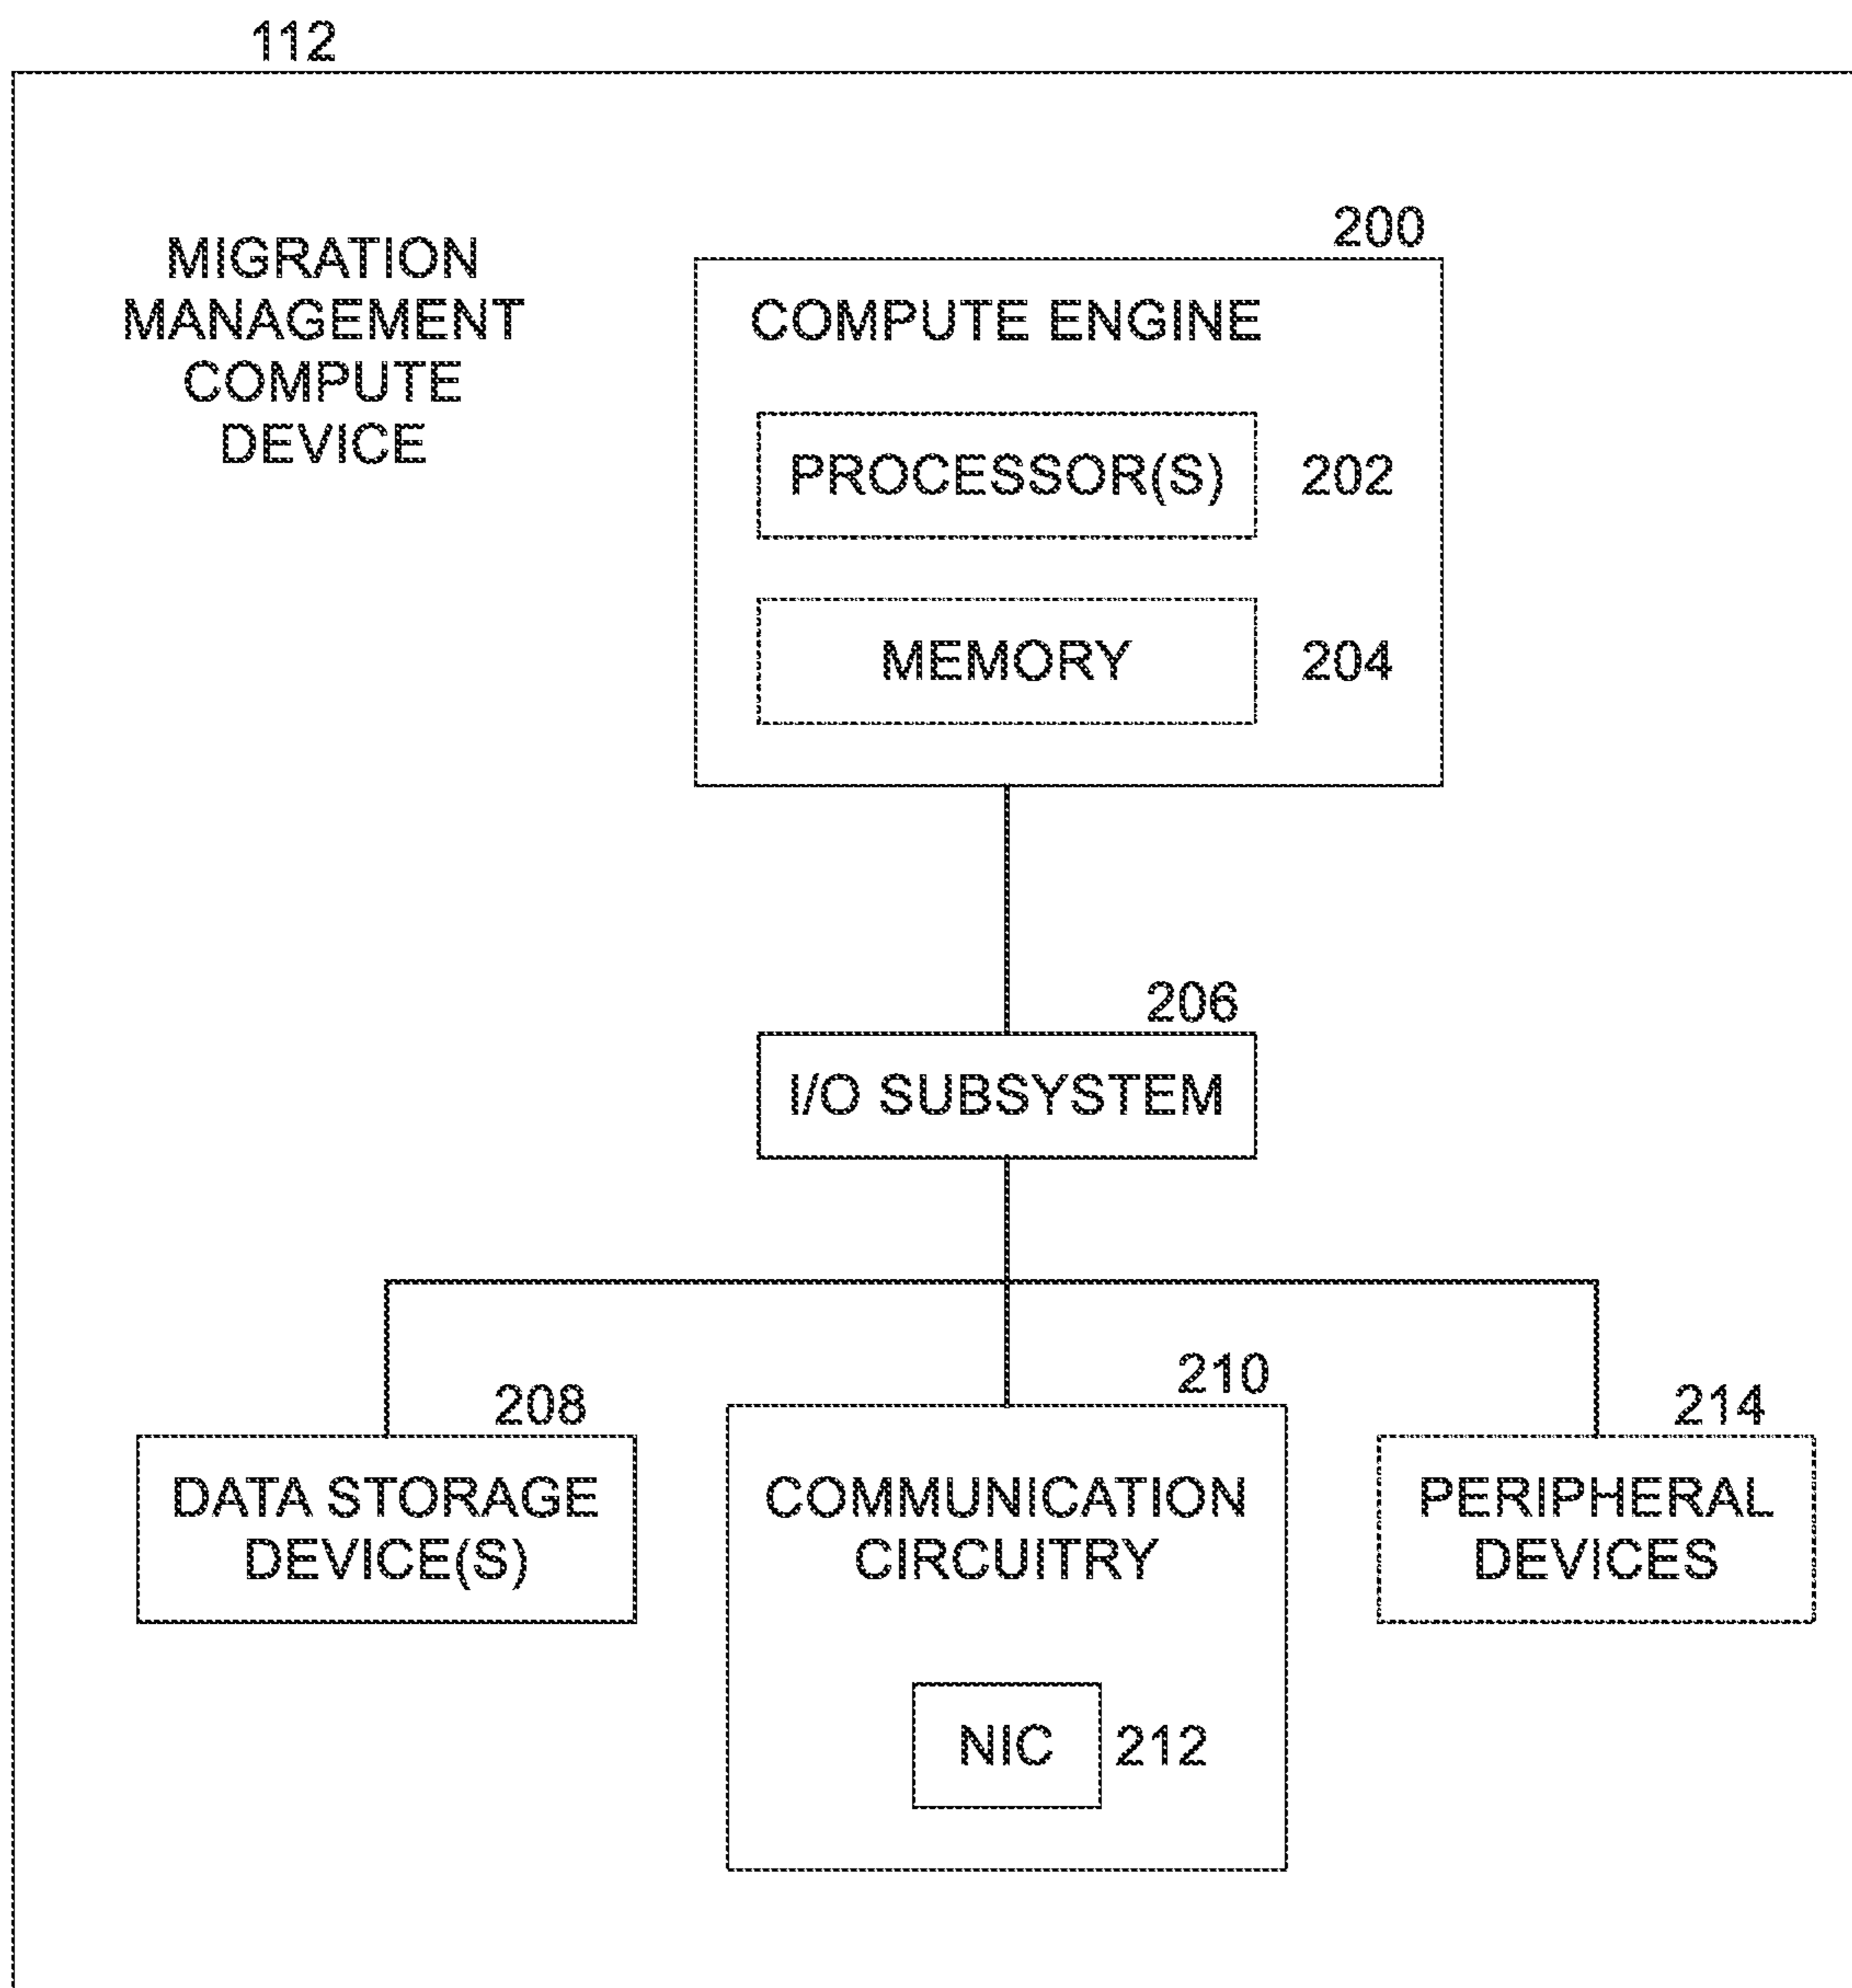 112
MIGRATION
MANAGEMENT
COMPUTE
DEVICE
200
COMPUTE ENGINE
PROCESSOR(S) 202
MEMORY 204
206
I/O SUBSYSTEM
208
DATA STORAGE
DEVICE(S)
210
COMMUNICATION
CIRCUITRY
NIC 212
214
PERIPHERAL
DEVICES